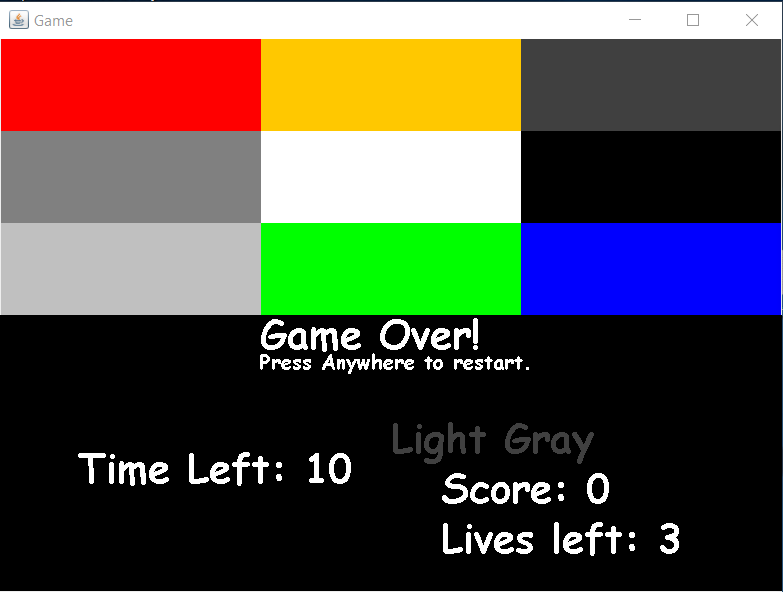 Game
Game Over!
Press Anywhere to restart.
Light Gray
Time Left: 10
Score: 0
Lives left: 3